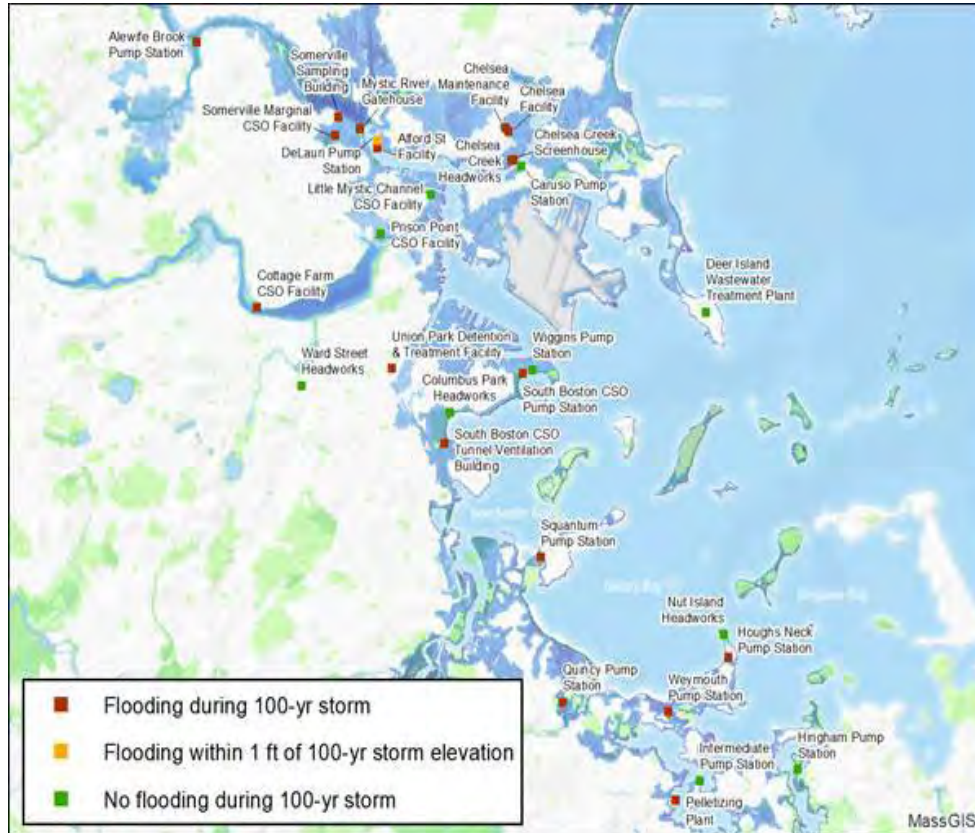 Alewife Brook
Pump Station
Somerville
Sampling
Building
Mystic River
Gatehouse
Somerville Marginal
CSO Facility
DeLauri Pump
Station
Alfford St
Facility
Chelsea
Maintenance
Facility
Chelsea
Facility
Chelsea
Creek
Headworks
Chelsea Creek
Screenhouse
Caruso Pump
Station
Little Mystic Channel
CSO Facility
Prison Point
CSO Facility
Cottage Farm
CSO Facility
Deer Island
Wastewater
Treatment Plant
Ward Street
Headworks
Union Park Detention
& Treatment Facility
Wiggins Pump
Station
Columbus Park
Headworks
South Boston CSO
Pump Station
South Boston CSO
Tunnel Ventilation
Building
Squantum
Pump Station
Nut Island
Headworks
Houghs Neck
Pump Station
Quincy Pump
Station
Weymouth
Pump Station
Intermediate
Pump Station
Hingham Pump
Station
Pelletizing
Plant
Flooding during 100-yr storm
Flooding within 1 ft of 100-yr storm elevation
No flooding during 100-yr storm
MassGIS